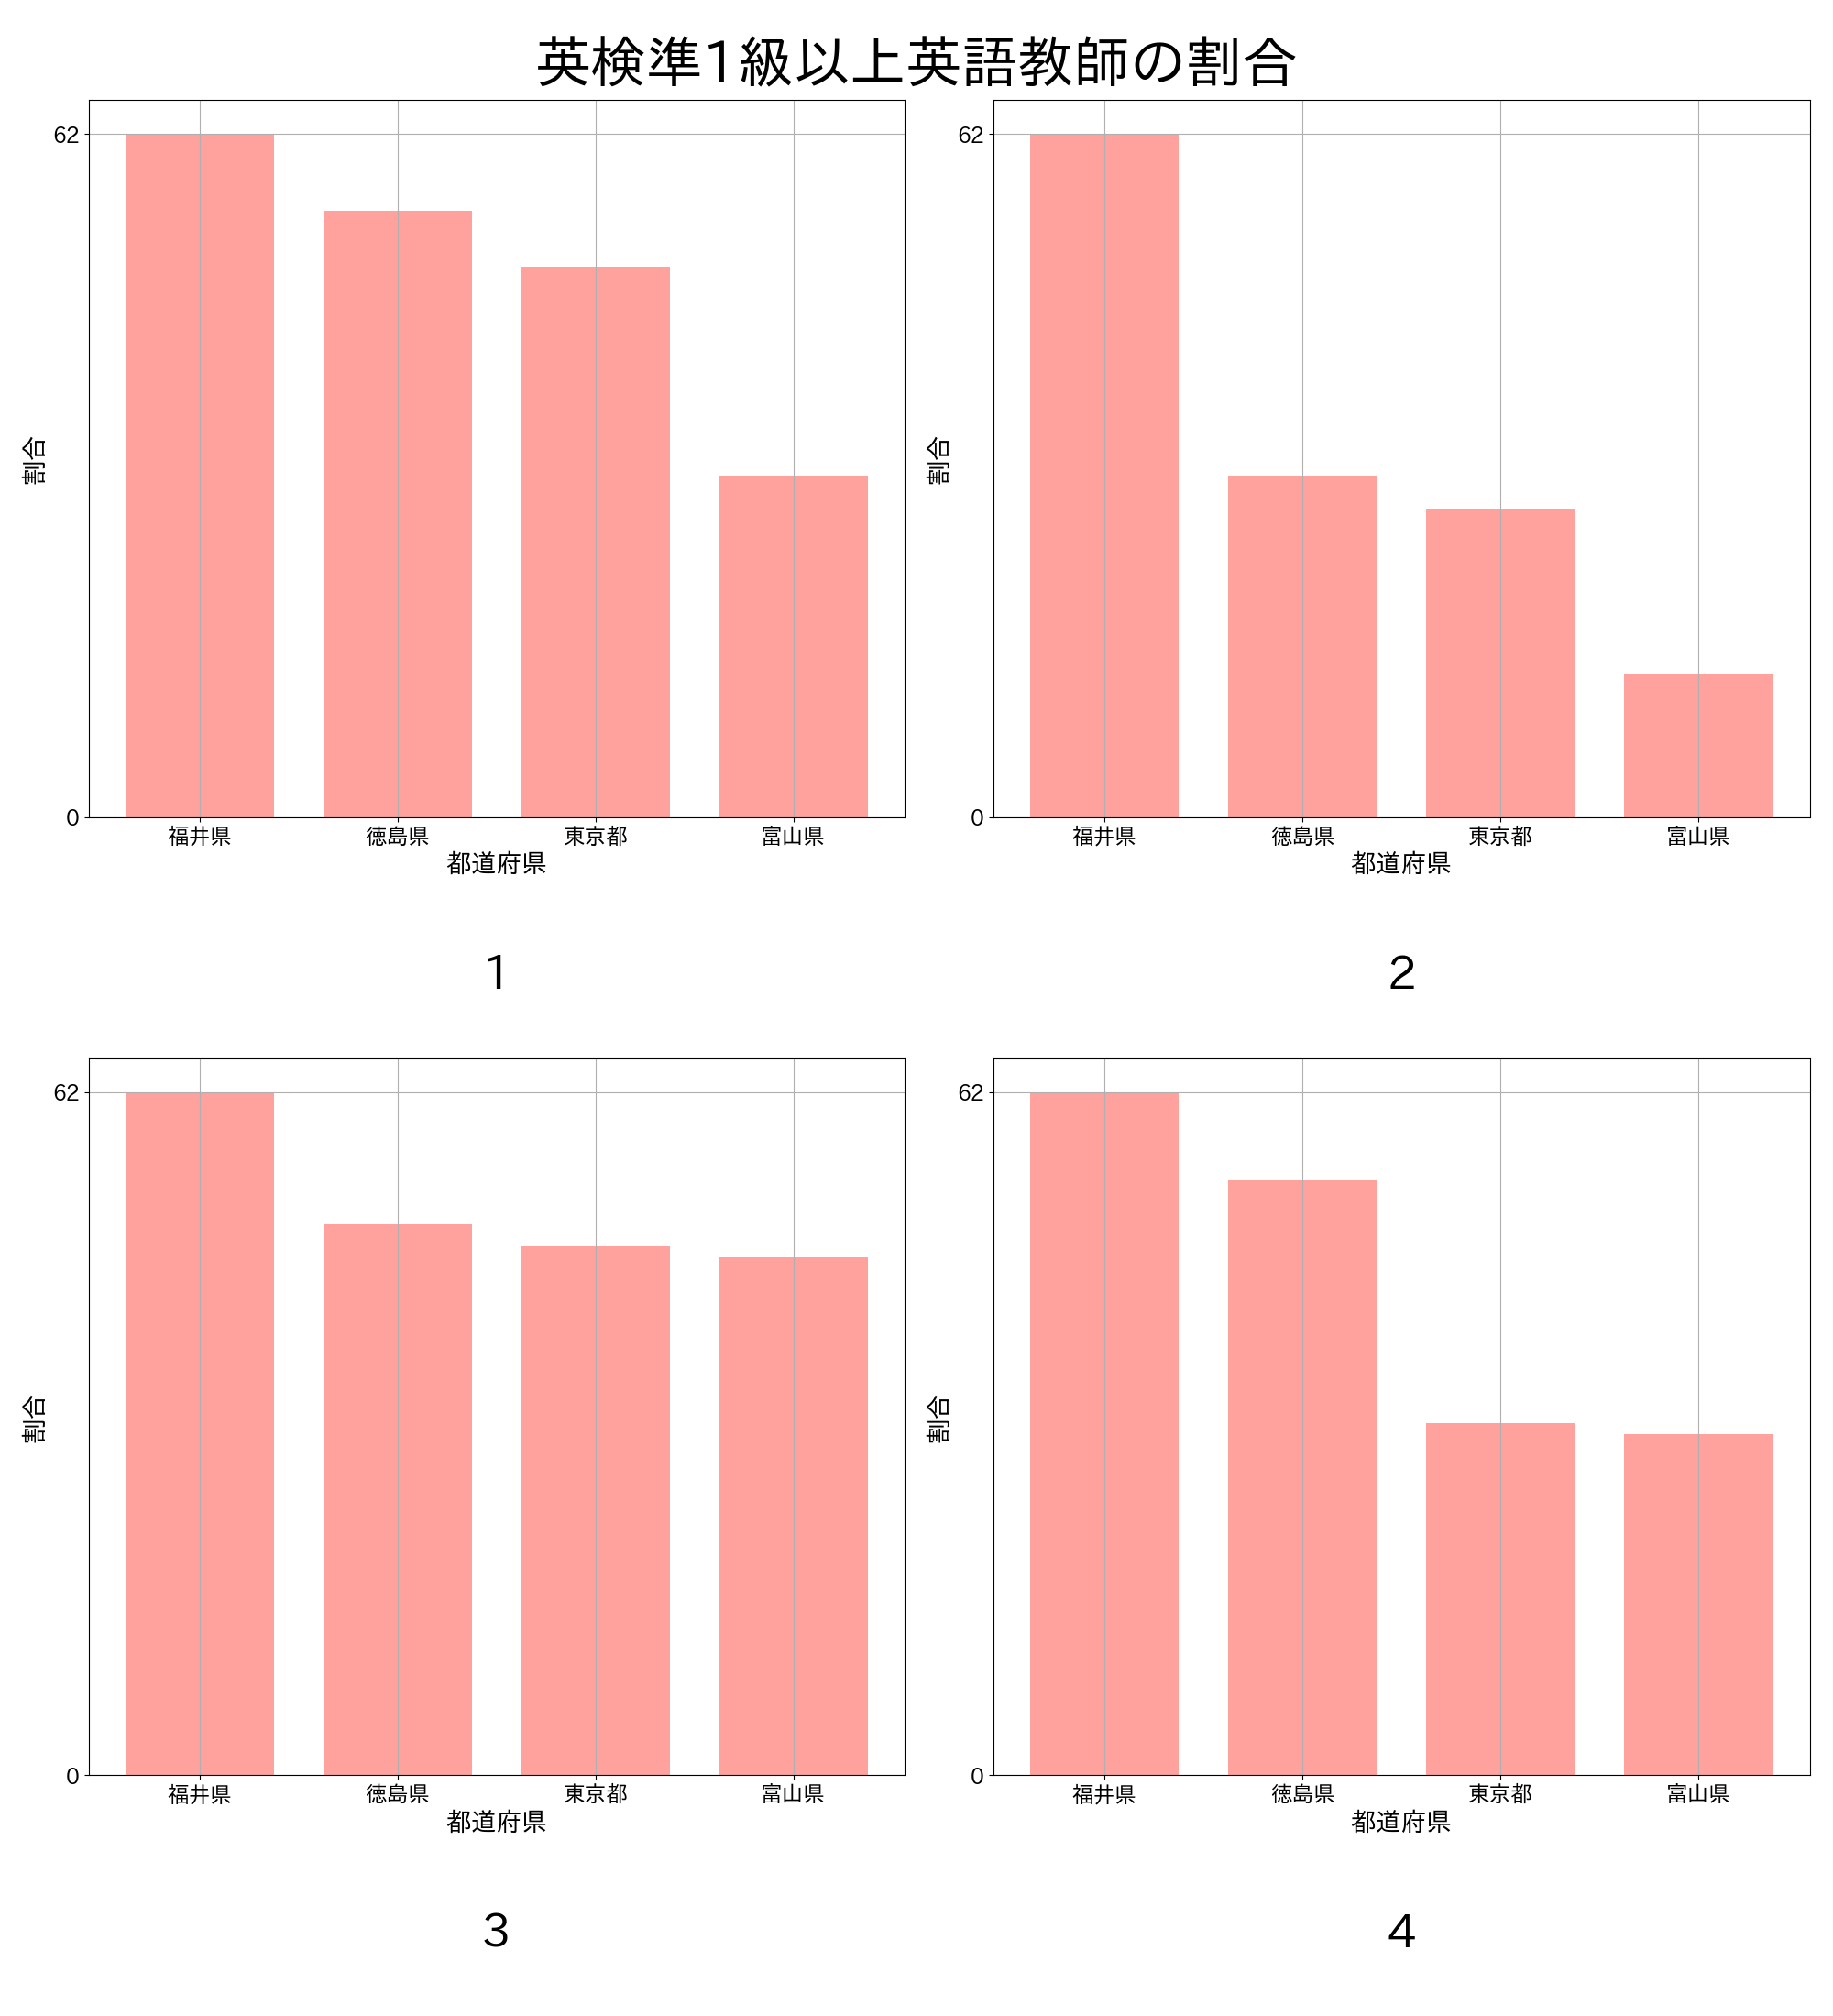 英検準1級以上英語教師の割合
62
割合
0
福井県 徳島県 東京都 富山県
都道府県
1
62
割合
0
福井県 徳島県 東京都 富山県
都道府県
2
62
割合
0
福井県 徳島県 東京都 富山県
都道府県
3
62
割合
0
福井県 徳島県 東京都 富山県
都道府県
4